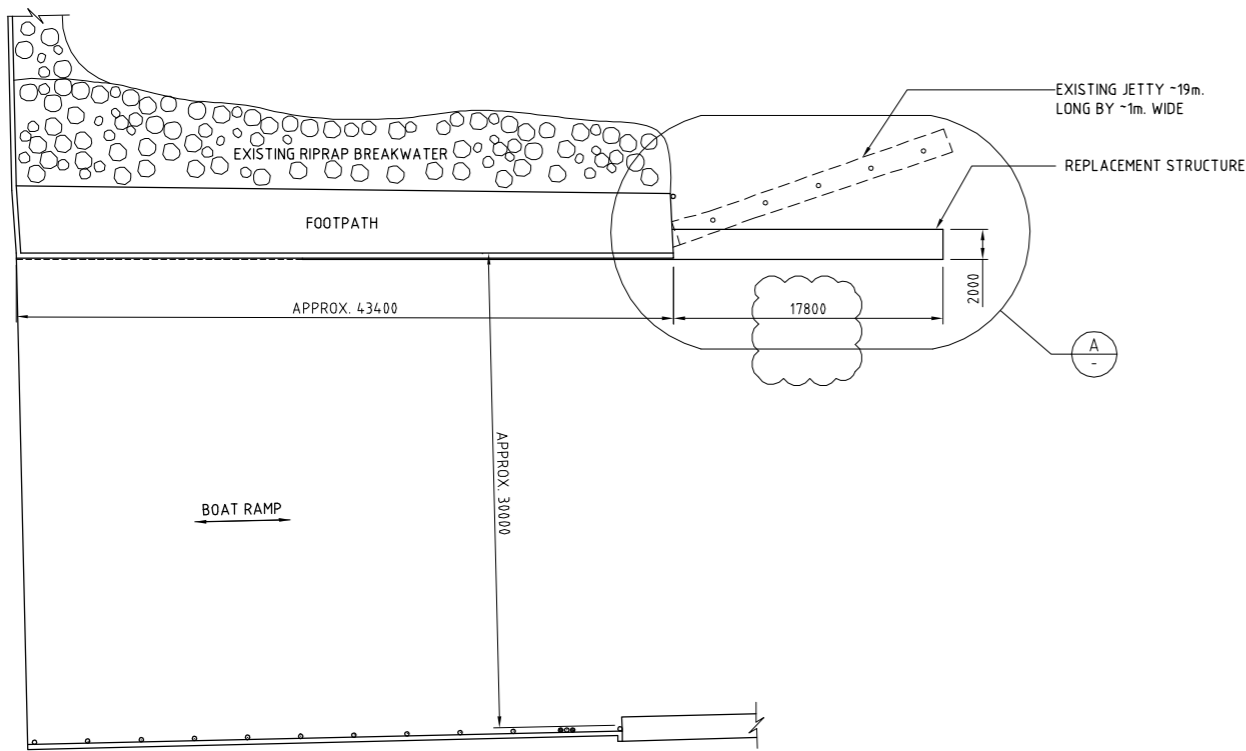 EXISTING JETTY ~19m.
LONG BY ~1m. WIDE
EXISTING RIPRAP BREAKWATER
REPLACEMENT STRUCTURE
FOOTPATH
2000
APPROX. 43400
17800
A
-
APPROX. 30000
BOAT RAMP